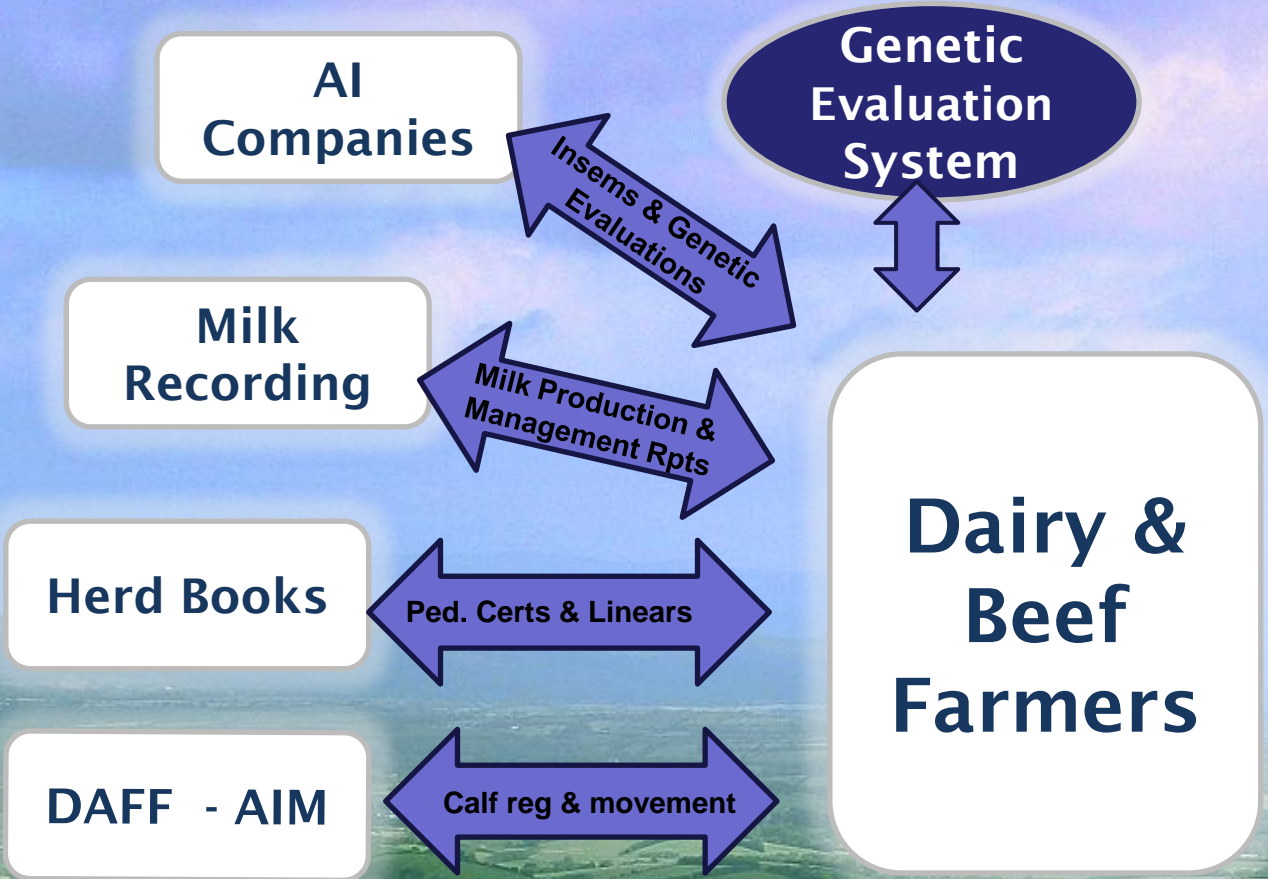 AI
Companies
Genetic
Evaluation
System
Insems & Genetic
Evaluations
Milk
Recording
Milk Production &
Management Rpts
Herd Books
Ped. Certs & Linears
Dairy &
Beef
Farmers
DAFF - AIM
Calf reg & movement